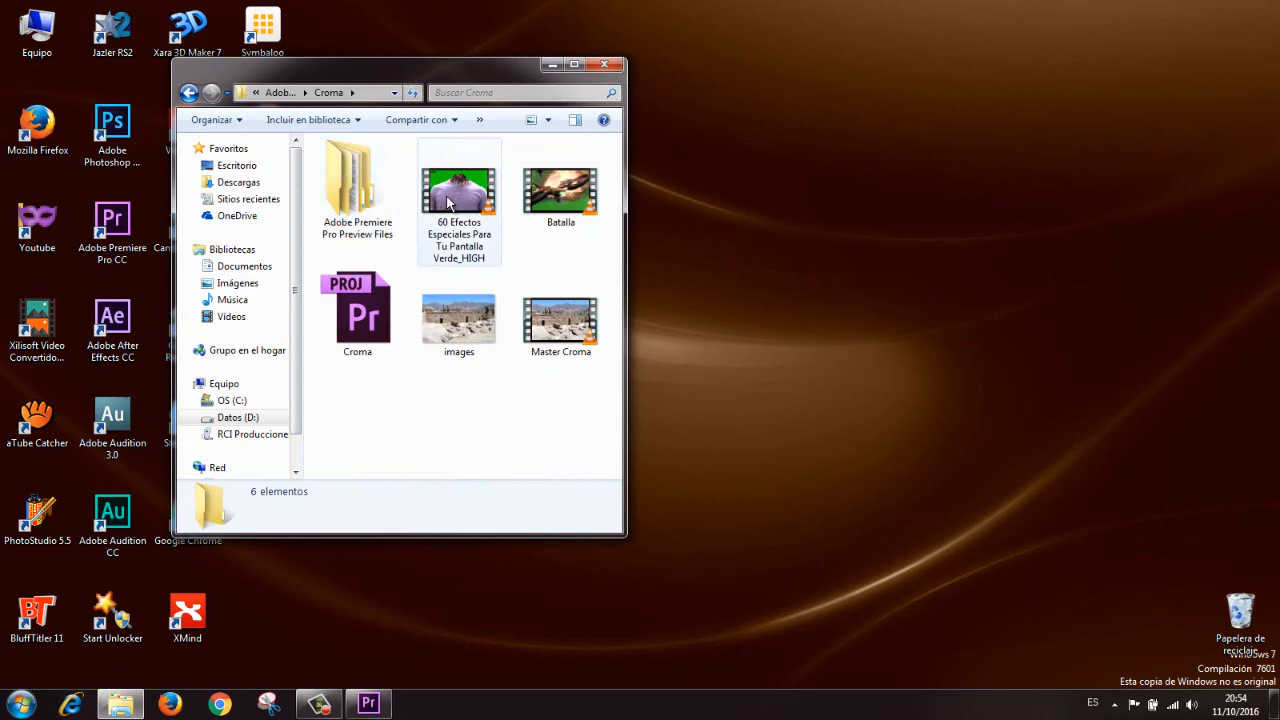 Equipo
Jazler RS2
Xara 3D Maker 7
Symbaloo
Mozilla Firefox
Adobe
Photoshop ...
Youtube
Adobe Premiere
Pro CC
Xilisoft Video
Convertido...
Adobe After
Effects CC
aTube Catcher
Adobe Audition
3.0
PhotoStudio 5.5
Adobe Audition
CC
Google Chrome
BluffTitler 11
Start Unlocker
XMind
« Adob... Croma
Buscar Croma
Organizar
Incluir en biblioteca
Compartir con
»
Favoritos
Escritorio
Descargas
Sitios recientes
OneDrive
Bibliotecas
Documentos
Imágenes
Música
Vídeos
Grupo en el hogar
Equipo
OS (C:)
Datos (D:)
RCI Produccione
Red
Adobe Premiere
Pro Preview Files
60 Efectos
Especiales Para
Tu Pantalla
Verde_HIGH
Batalla
PROJ
Pr
Croma
images
Master Croma
6 elementos
Papelera de
reciclaje
Windows 7
Compilación 7601
Esta copia de Windows no es original
ES
20:54
11/10/2016